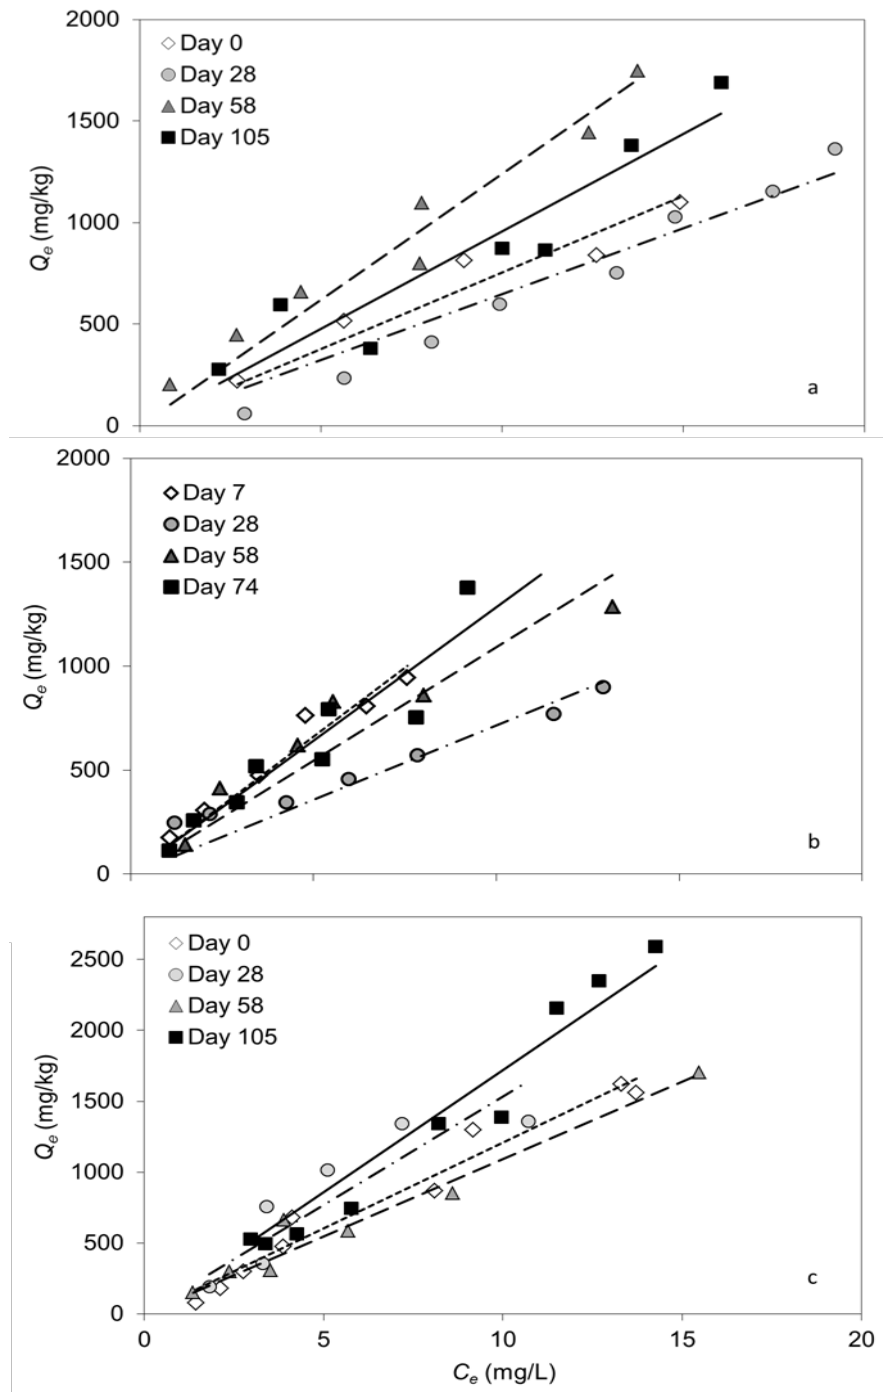 2000
1500
1000
500
0
Qe (mg/kg)
Day 0
Day 28
Day 58
Day 105
a
2000
1500
1000
500
0
Qe (mg/kg)
Day 7
Day 28
Day 58
Day 74
b
2500
2000
1500
1000
500
0
Qe (mg/kg)
Day 0
Day 28
Day 58
Day 105
c
0 5 10 15 20
Ce (mg/L)